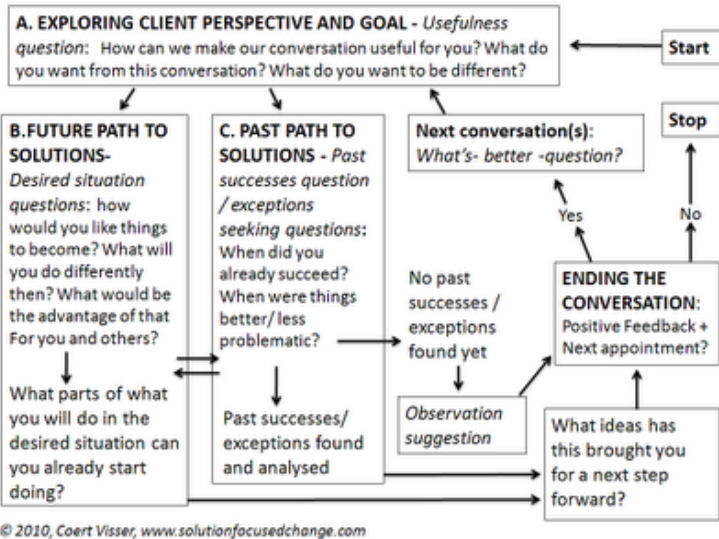 A. EXPLORING CLIENT PERSPECTIVE AND GOAL - Usefulness
question: How can we make our conversation useful for you? What do
you want from this conversation? What do you want to be different?
Start
B.FUTURE PATH TO
SOLUTIONS-
Desired situation
questions: how
would you like things
to become? What will
you do differently
then? What would be
the advantage of that
For you and others?
What parts of what
you will do in the
desired situation can
you already start
doing?
C. PAST PATH TO
SOLUTIONS - Past
successes question
/ exceptions
seeking questions:
When did you
already succeed?
When were things
better/ less
problematic?
Past successes/
exceptions found
and analysed
Next conversation(s):
What's- better -question?
Stop
Yes
No
No past
successes /
exceptions
found yet
Observation
suggestion
ENDING THE
CONVERSATION:
Positive Feedback +
Next appointment?
What ideas has
this brought you
for a next step
forward?
© 2010, Coert Visser, www.solutionfocusedchange.com